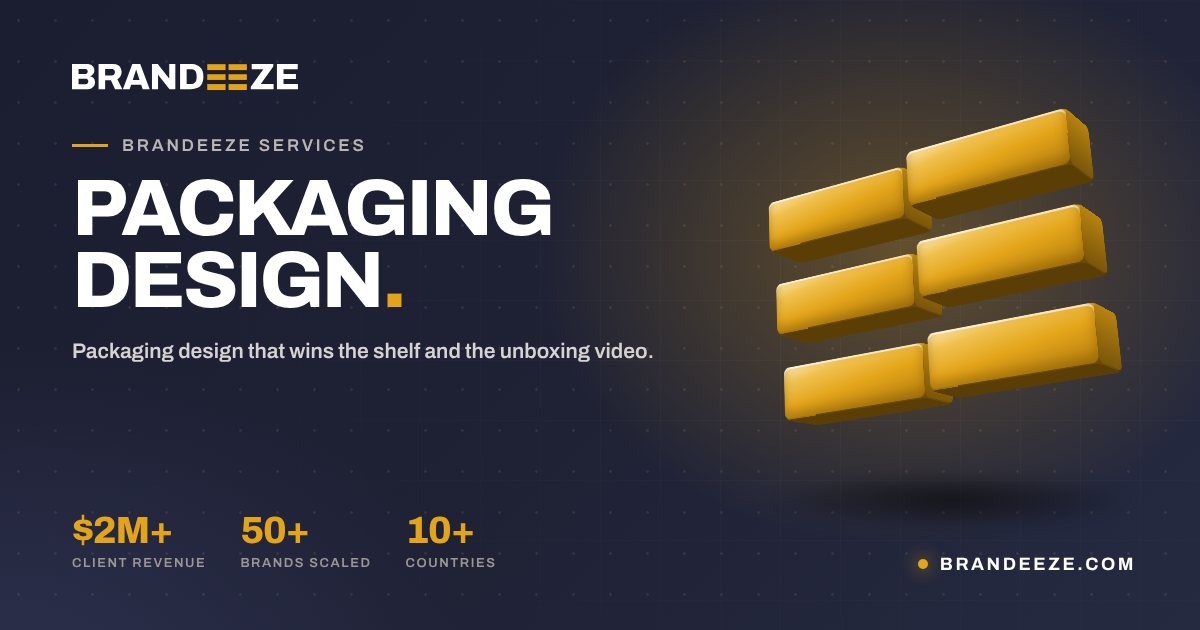 BRANDEEZE
BRANDEEZE SERVICES
PACKAGING
DESIGN.
Packaging design that wins the shelf and the unboxing video.
$2M+ 50+ 10+
CLIENT REVENUE BRANDS SCALED COUNTRIES
BRANDEEZE.COM